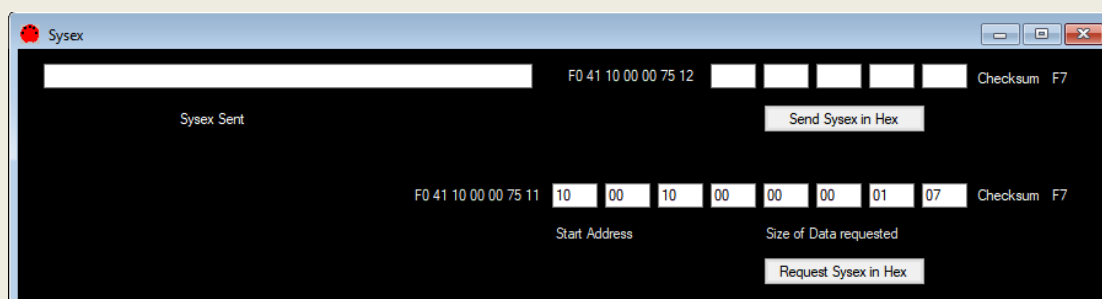 Sysex
F0 41 10 00 00 75 12 Checksum F7
Sysex Sent Send Sysex in Hex
F0 41 10 00 00 75 11 10 00 10 00 00 00 01 07 Checksum F7
Start Address Size of Data requested
Request Sysex in Hex